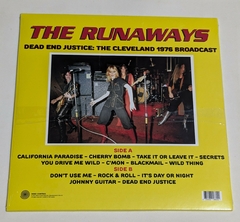 THE RUNAWAYS
DEAD END JUSTICE: THE CLEVELAND 1976 BROADCAST
SIDE A
CALIFORNIA PARADISE – CHERRY BOMB – TAKE IT OR LEAVE IT – SECRETS
YOU DRIVE ME WILD – C'MON – BLACKMAIL – WILD THING
SIDE B
DON'T USE ME – ROCK & ROLL – IT'S DAY OR NIGHT
JOHNNY GUITAR – DEAD END JUSTICE